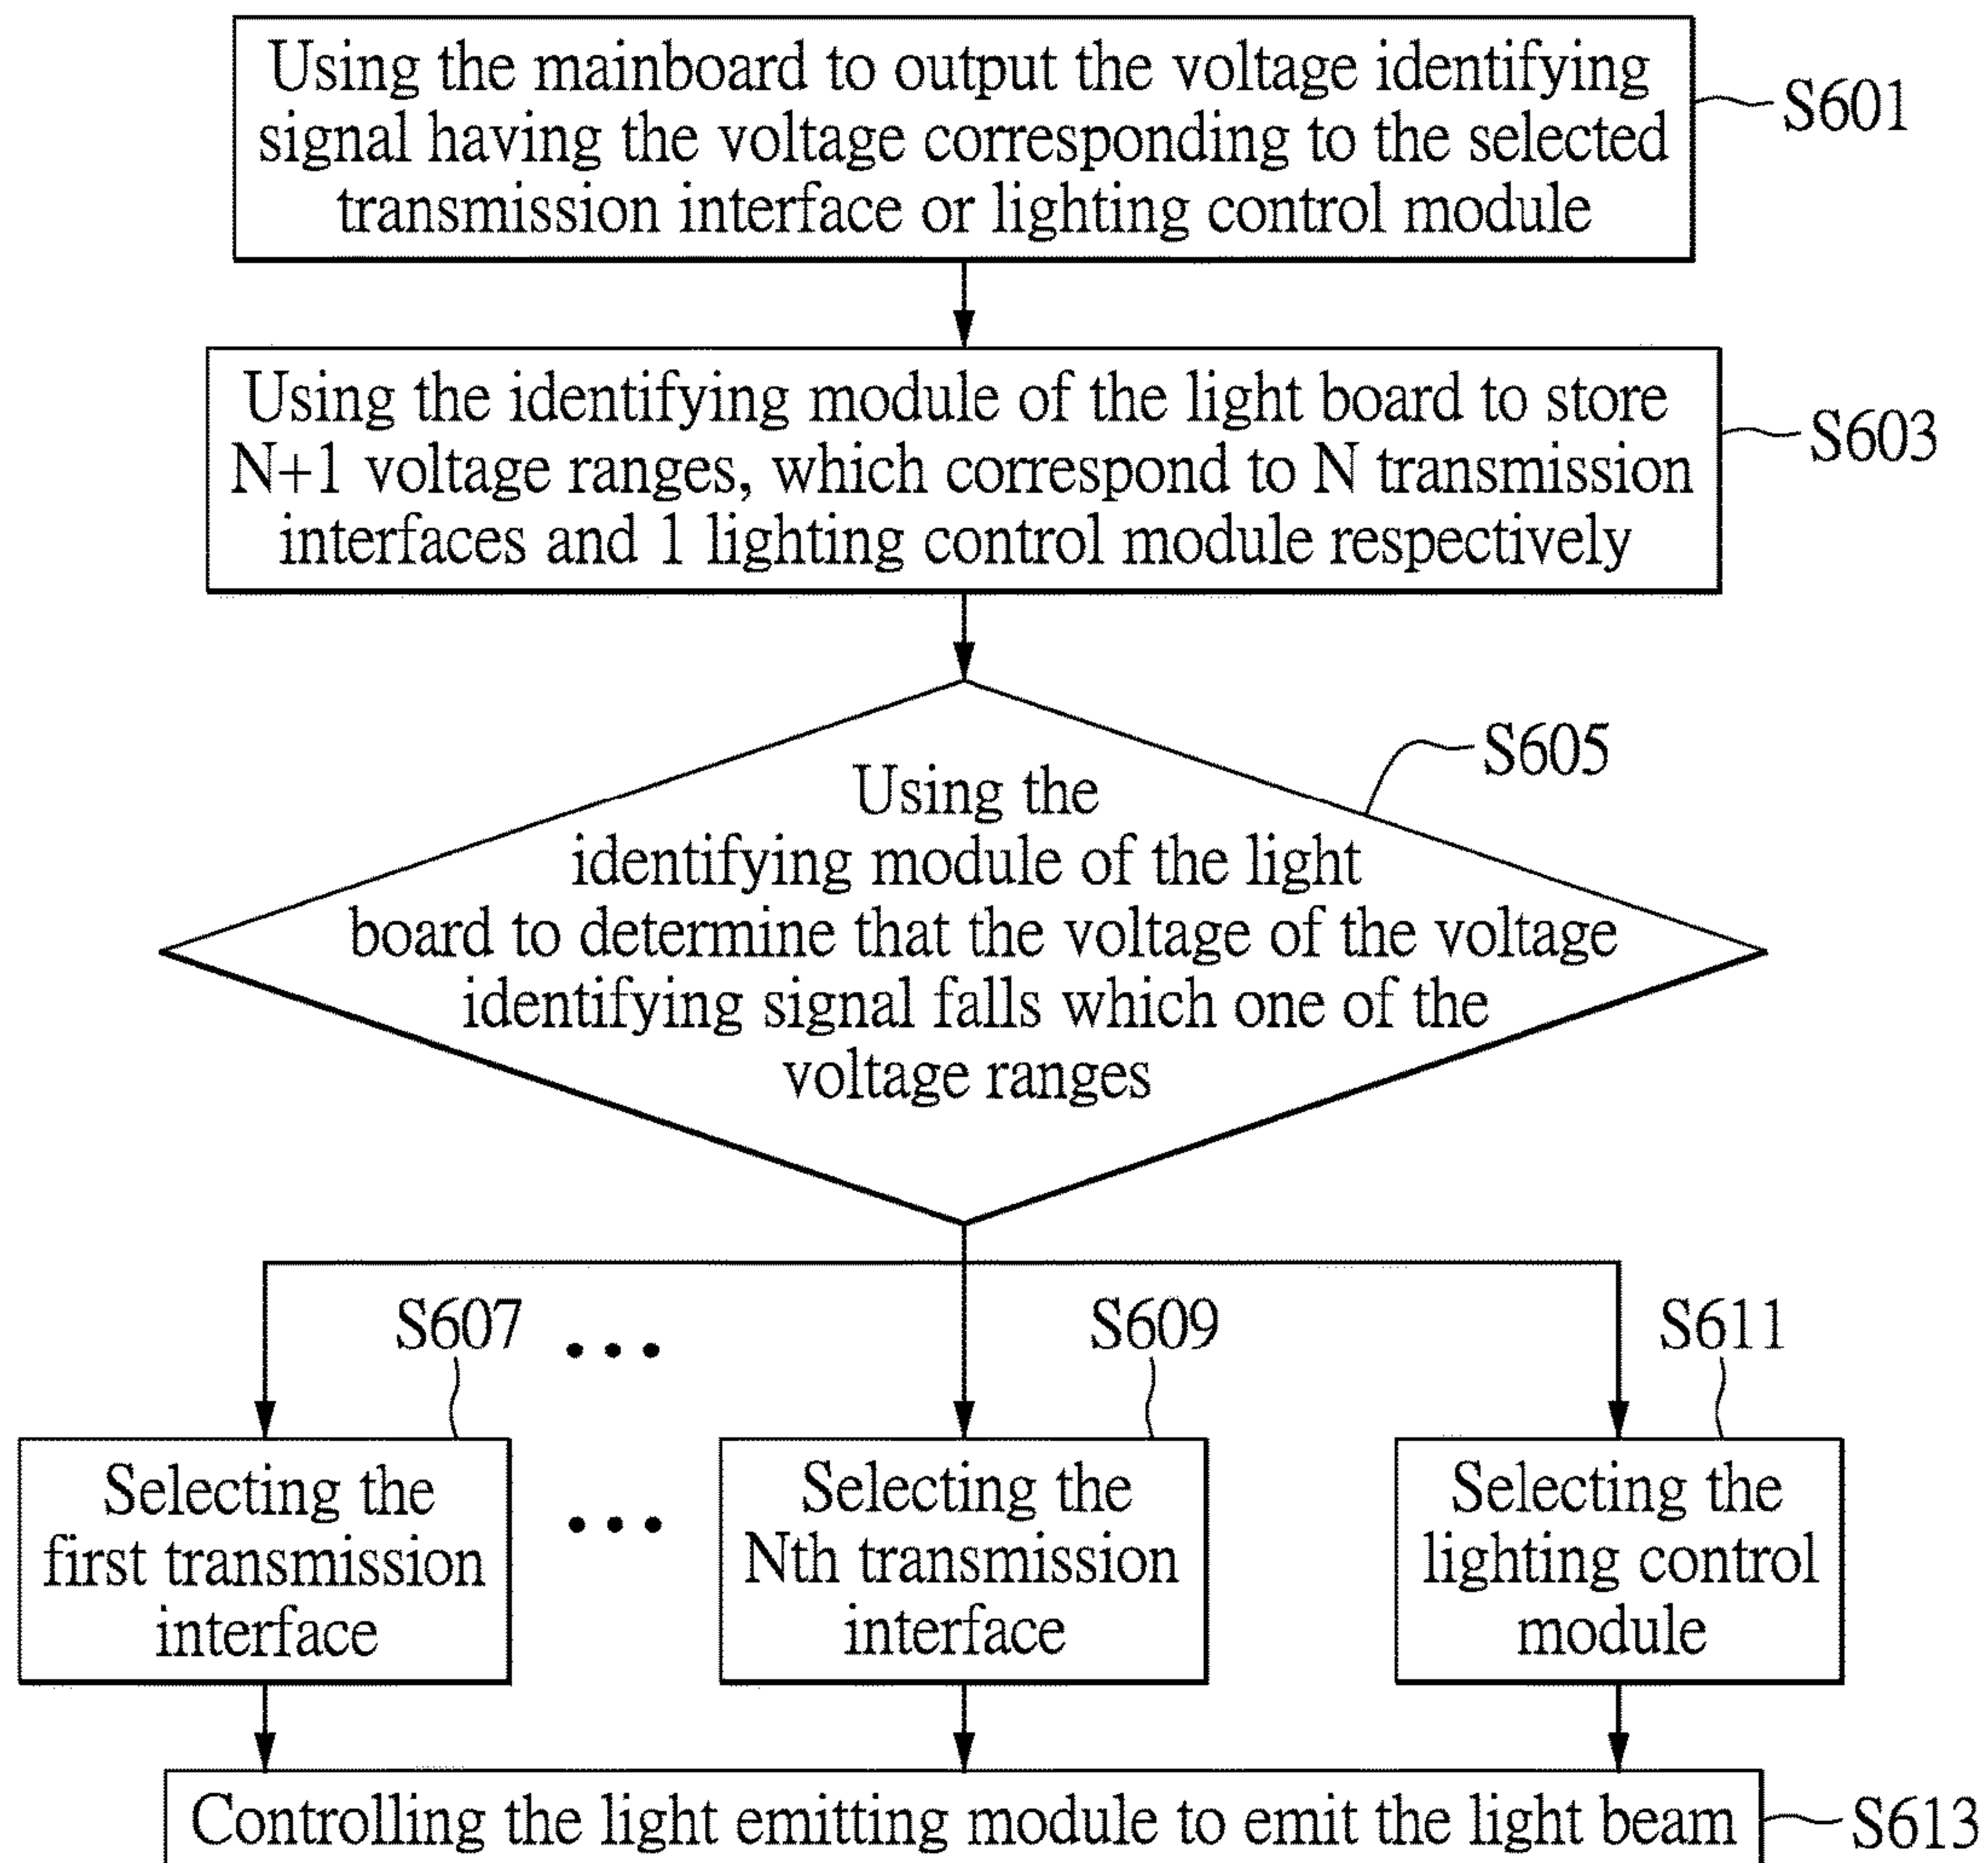 Using the mainboard to output the voltage identifying
signal having the voltage corresponding to the selected
transmission interface or lighting control module
S601
Using the identifying module of the light board to store
N+1 voltage ranges, which correspond to N transmission
interfaces and 1 lighting control module respectively
S603
S605
Using the
identifying module of the light
board to determine that the voltage of the voltage
identifying signal falls which one of the
voltage ranges
S607
• • •
S609
S611
Selecting the
first transmission
interface
• • •
Selecting the
Nth transmission
interface
Selecting the
lighting control
module
Controlling the light emitting module to emit the light beam
S613